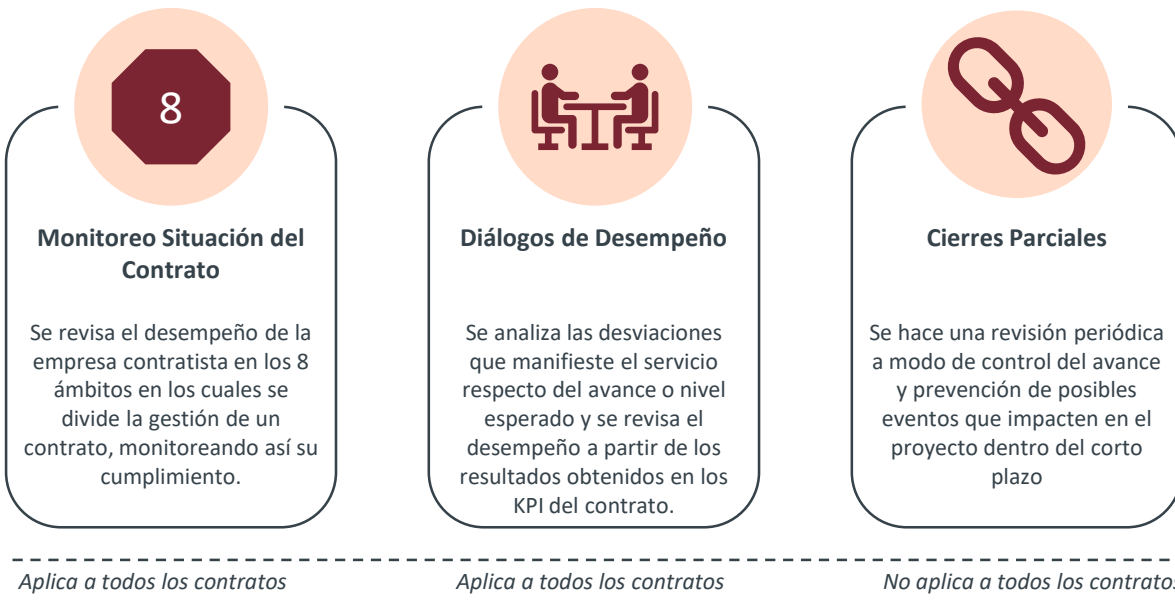 8
Monitoreo Situación del
Contrato
Se revisa el desempeño de la
empresa contratista en los 8
ámbitos en los cuales se
divide la gestión de un
contrato, monitoreando así su
cumplimiento.
Aplica a todos los contratos
Diálogos de Desempeño
Se analiza las desviaciones
que manifieste el servicio
respecto del avance o nivel
esperado y se revisa el
desempeño a partir de los
resultados obtenidos en los
KPI del contrato.
Aplica a todos los contratos
Cierres Parciales
Se hace una revisión periódica
a modo de control del avance
y prevención de posibles
eventos que impacten en el
proyecto dentro del corto
plazo
No aplica a todos los contratos